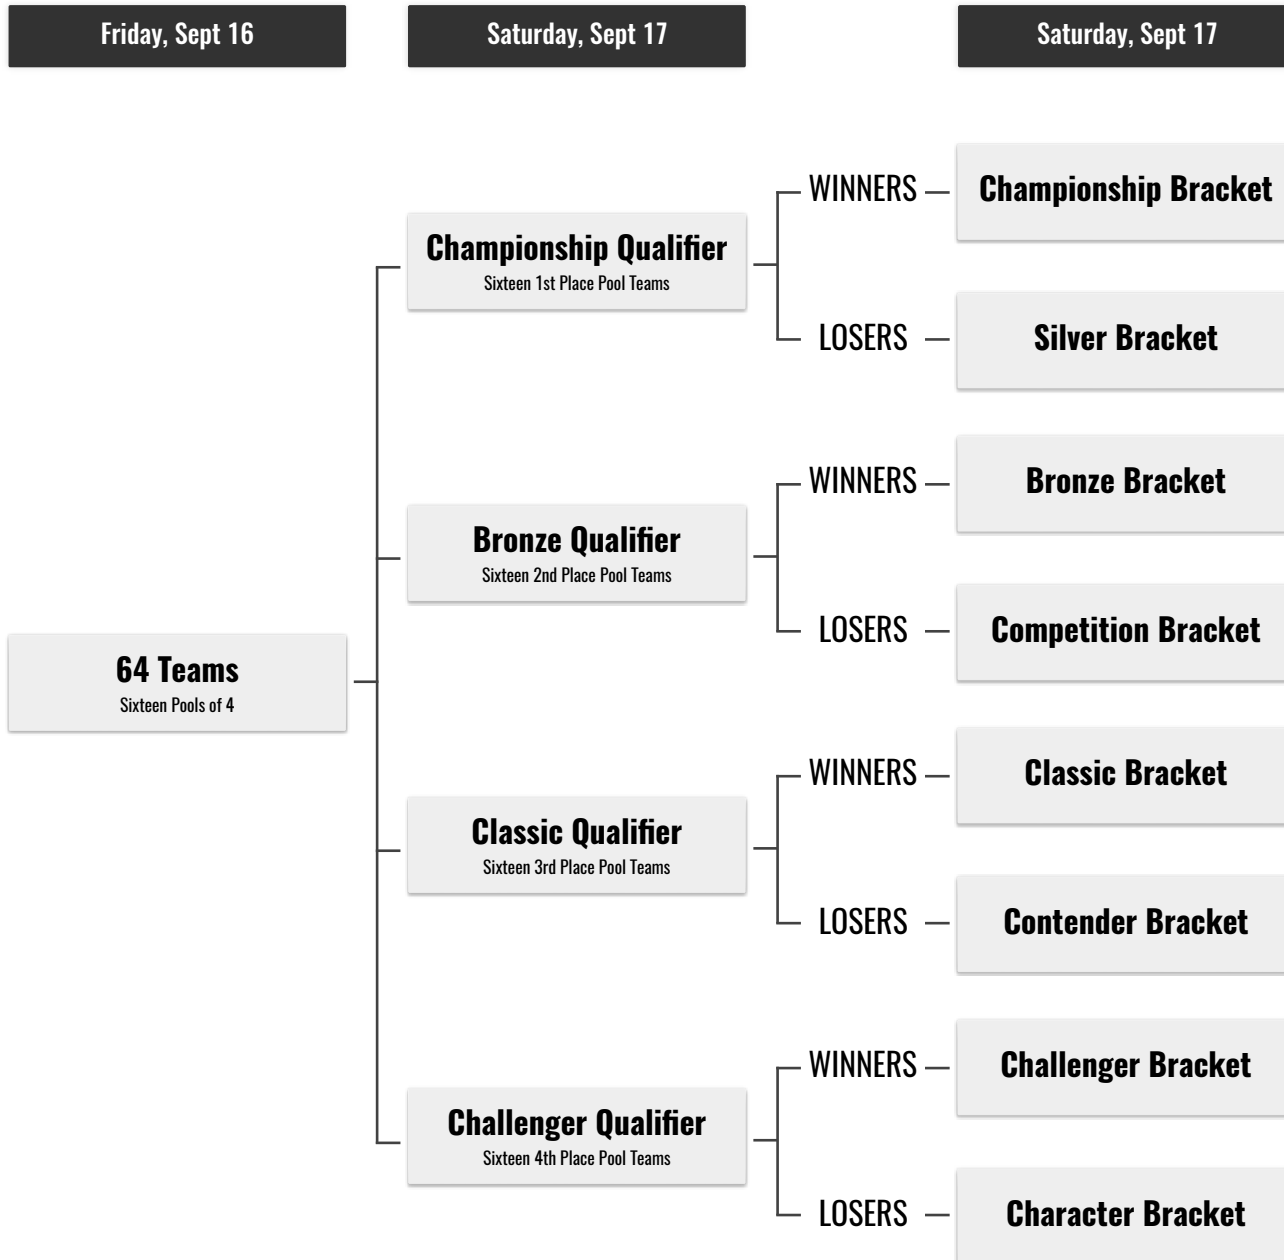 Friday, Sept 16
Saturday, Sept 17
Saturday, Sept 17
64 Teams
Sixteen Pools of 4
Championship Qualifier
Sixteen 1st Place Pool Teams
WINNERS
Championship Bracket
LOSERS
Silver Bracket
Bronze Qualifier
Sixteen 2nd Place Pool Teams
WINNERS
Bronze Bracket
LOSERS
Competition Bracket
Classic Qualifier
Sixteen 3rd Place Pool Teams
WINNERS
Classic Bracket
LOSERS
Contender Bracket
Challenger Qualifier
Sixteen 4th Place Pool Teams
WINNERS
Challenger Bracket
LOSERS
Character Bracket